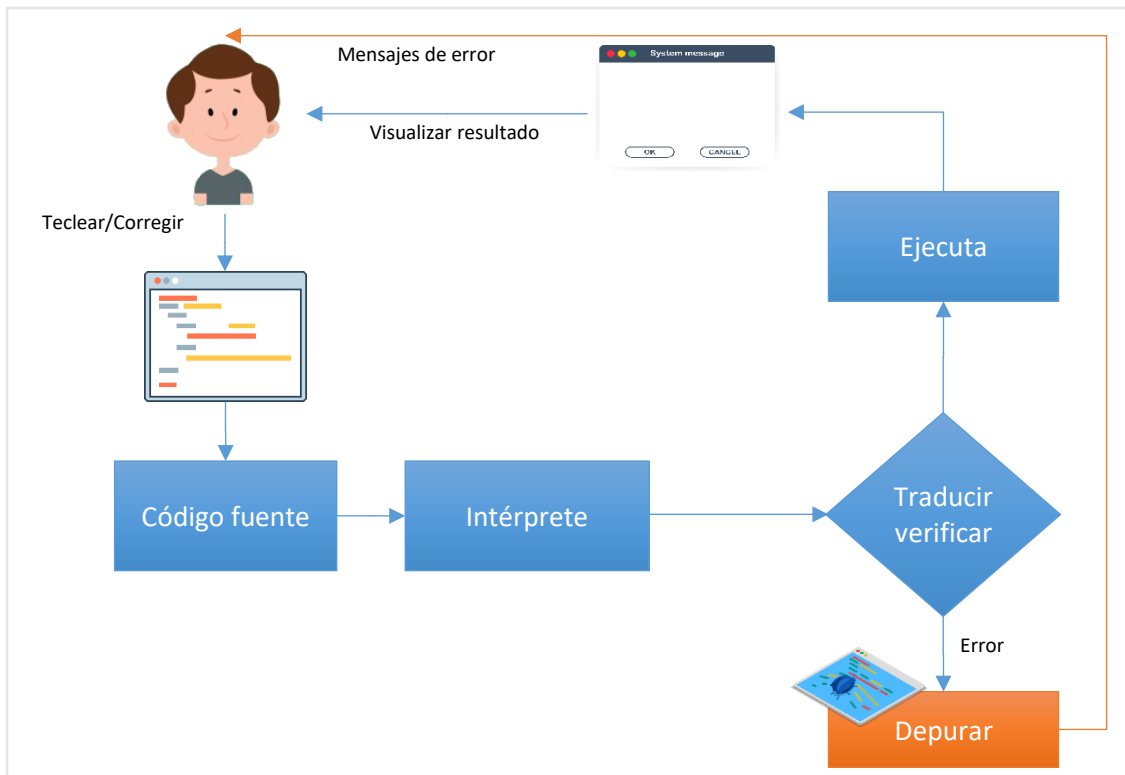 Mensajes de error
System message
Visualizar resultado
OK
CANCEL
Teclear/Corregir
Ejecuta
Código fuente
Intérprete
Traducir
verificar
Error
Depurar